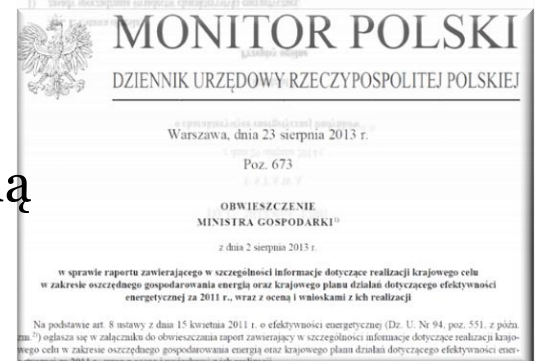 MONITOR POLSKI
DZIENNIK URZĘDOWY RZECZYPOSPOLITEJ POLSKIEJ
Warszawa, dnia 23 sierpnia 2013 r.
Poz. 673
OBWIESZCZENIE
MINISTRA GOSPODARKI¹⁾
z dnia 2 sierpnia 2013 r.
ą
w sprawie raportu zawierającego w szczególności informacje dotyczące realizacji krajowego celu
w zakresie oszczędnego gospodarowania energią oraz krajowego planu działań dotyczącego efektywności
energetycznej za 2011 r., wraz z oceną i wnioskami z ich realizacji
Na podstawie art. 8 ustawy z dnia 15 kwietnia 2011 r. o efektywności energetycznej (Dz. U. Nr 94, poz. 551, z późn.
zm.²⁾) ogłasza się w załączniku do obwieszczenia raport zawierający w szczególności informacje dotyczące realizacji krajo-
wego celu w zakresie oszczędnego gospodarowania energią oraz krajowego planu działań dotyczącego efektywności ener-